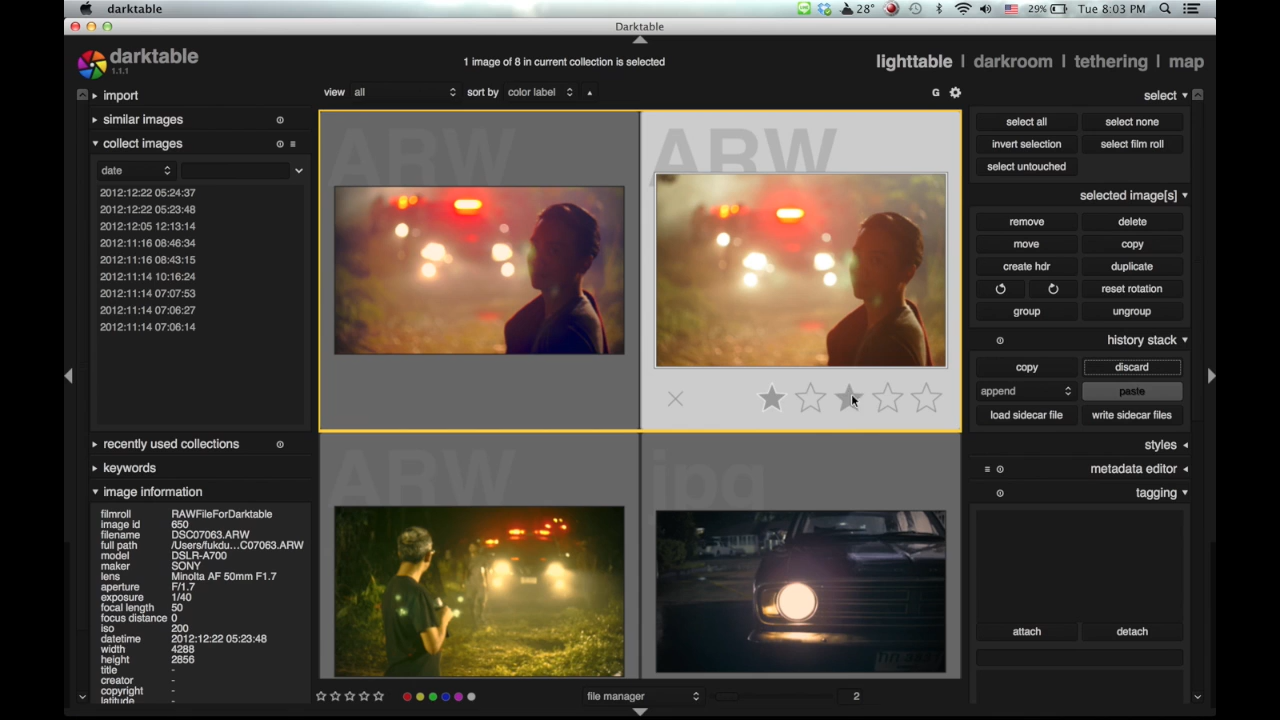 darktable
28°
29%
Tue 8:03 PM
Darktable
darktable
1.1.1
1 image of 8 in current collection is selected
lighttable | darkroom | tethering | map
import
similar images
collect images
date
2012:12:22 05:24:37
2012:12:22 05:23:48
2012:12:05 12:13:14
2012:11:16 08:46:34
2012:11:16 08:43:15
2012:11:14 10:16:24
2012:11:14 07:07:53
2012:11:14 07:06:27
2012:11:14 07:06:14
recently used collections
keywords
image information
filmroll RAWFileForDarktable
image id 650
filename DSC07063.ARW
full path /Users/fukdu...C07063.ARW
model DSLR-A700
maker SONY
lens Minolta AF 50mm F1.7
aperture F/1.7
exposure 1/40
focal length 50
focus distance 0
iso 200
datetime 2012:12:22 05:23:48
width 4288
height 2856
title -
creator -
copyright -
latitude -
view all
sort by color label
G
ARW
ARW
ARW
jpg
file manager
2
select
select all
select none
invert selection
select film roll
select untouched
selected image[s]
remove
delete
move
copy
create hdr
duplicate
reset rotation
group
ungroup
history stack
copy
discard
append
paste
load sidecar file
write sidecar files
styles
metadata editor
tagging
attach
detach